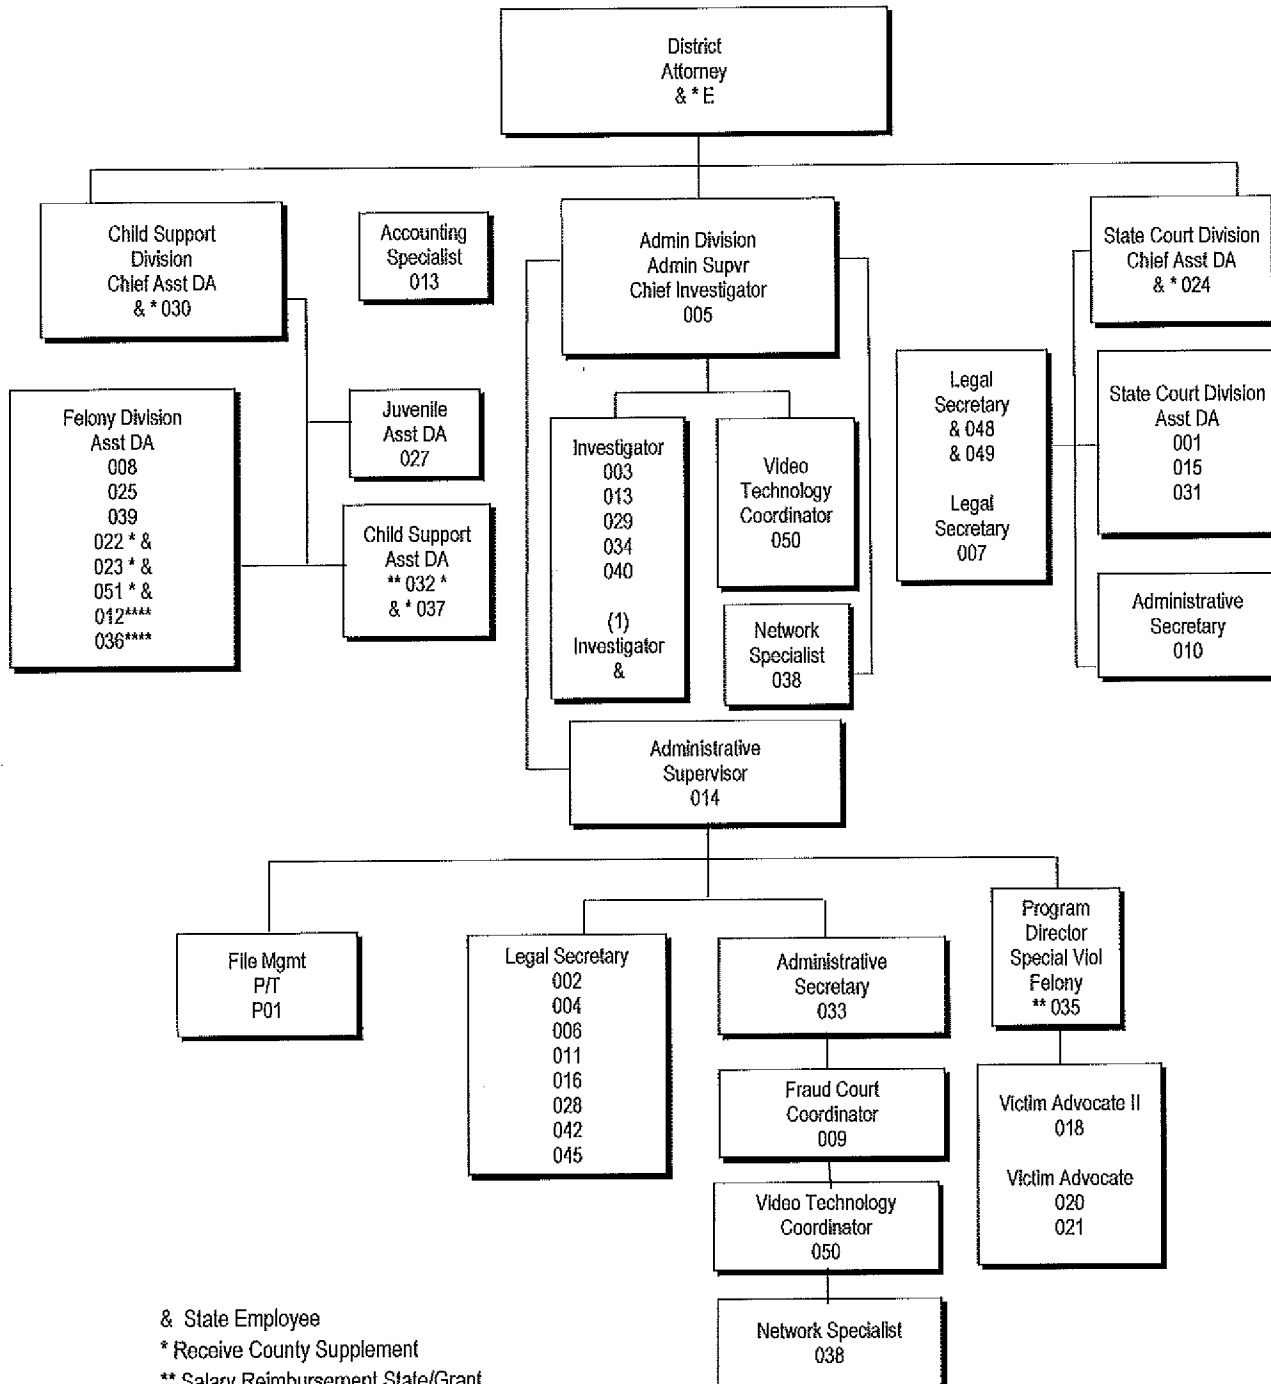 District
Attorney
& * E
Child Support
Division
Chief Asst DA
& * 030
Accounting
Specialist
013
Admin Division
Admin Supvr
Chief Investigator
005
State Court Division
Chief Asst DA
& * 024
Felony Division
Asst DA
008
025
039
022 * &
023 * &
051 * &
012****
036****
Juvenile
Asst DA
027
Child Support
Asst DA
** 032 *
& * 037
Investigator
003
013
029
034
040
(1)
Investigator
&
Video
Technology
Coordinator
050
Network
Specialist
038
Legal
Secretary
& 048
& 049
Legal
Secretary
007
State Court Division
Asst DA
001
015
031
Administrative
Secretary
010
Administrative
Supervisor
014
File Mgmt
P/T
P01
Legal Secretary
002
004
006
011
016
028
042
045
Administrative
Secretary
033
Program
Director
Special Viol
Felony
** 035
Fraud Court
Coordinator
009
Victim Advocate II
018
Victim Advocate
020
021
Video Technology
Coordinator
050
Network Specialist
038
& State Employee
* Receive County Supplement
** Salary Reimbursement State/Grant